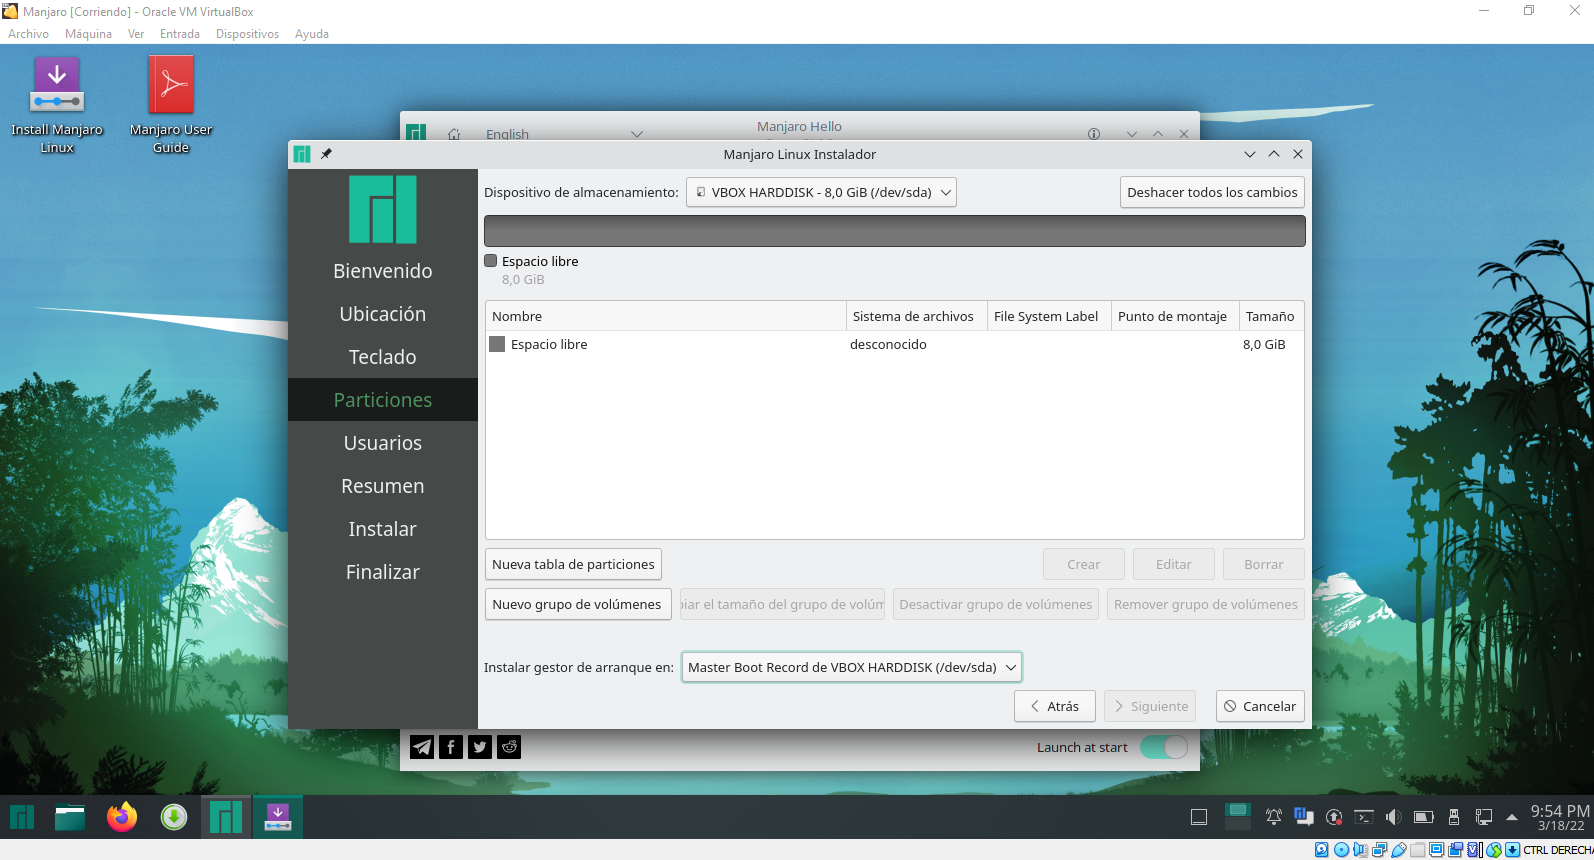 Manjaro [Corriendo] - Oracle VM VirtualBox
Archivo Máquina Ver Entrada Dispositivos Ayuda
Install Manjaro
Linux
Manjaro User
Guide
English
Manjaro Hello
Manjaro Linux Instalador
Bienvenido
Ubicación
Teclado
Particiones
Usuarios
Resumen
Instalar
Finalizar
Dispositivo de almacenamiento: VBOX HARDDISK - 8,0 GiB (/dev/sda) Deshacer todos los cambios
Espacio libre
8,0 GiB
Nombre Sistema de archivos File System Label Punto de montaje Tamaño
Espacio libre desconocido 8,0 GiB
Nueva tabla de particiones Crear Editar Borrar
Nuevo grupo de volúmenes el tamaño del grupo de Desactivar grupo de volúmenes Remover grupo de volúmenes
Instalar gestor de arranque en: Master Boot Record de VBOX HARDDISK (/dev/sda)
Atrás Siguiente Cancelar
Launch at start
9:54 PM
3/18/22
CTRL DERECHA